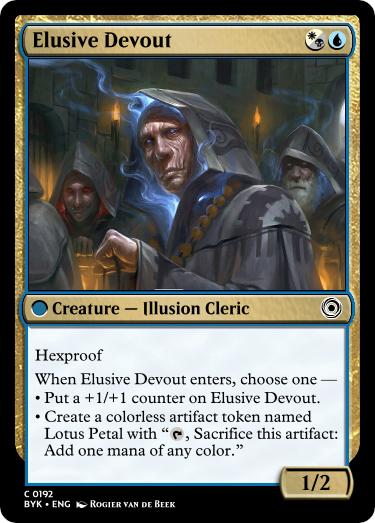 Elusive Devout
Creature — Illusion Cleric
Hexproof
When Elusive Devout enters, choose one —
• Put a +1/+1 counter on Elusive Devout.
• Create a colorless artifact token named
Lotus Petal with “, Sacrifice this artifact:
Add one mana of any color.”
1/2
C 0192
BYK • ENG Rogier van de Beek